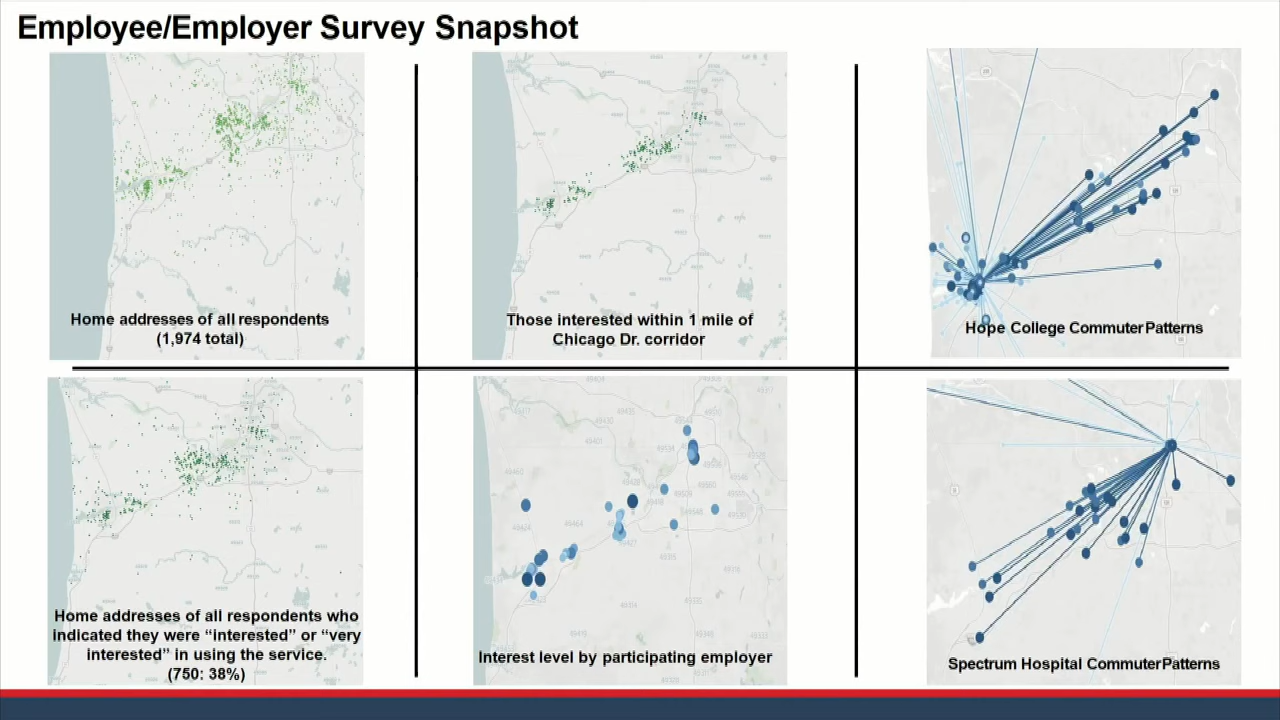 Employee/Employer Survey Snapshot
Home addresses of all respondents
(1,974 total)
Those interested within 1 mile of
Chicago Dr. corridor
Hope College Commuter Patterns
Home addresses of all respondents who
indicated they were “interested” or “very
interested” in using the service.
(750: 38%)
Interest level by participating employer
Spectrum Hospital Commuter Patterns